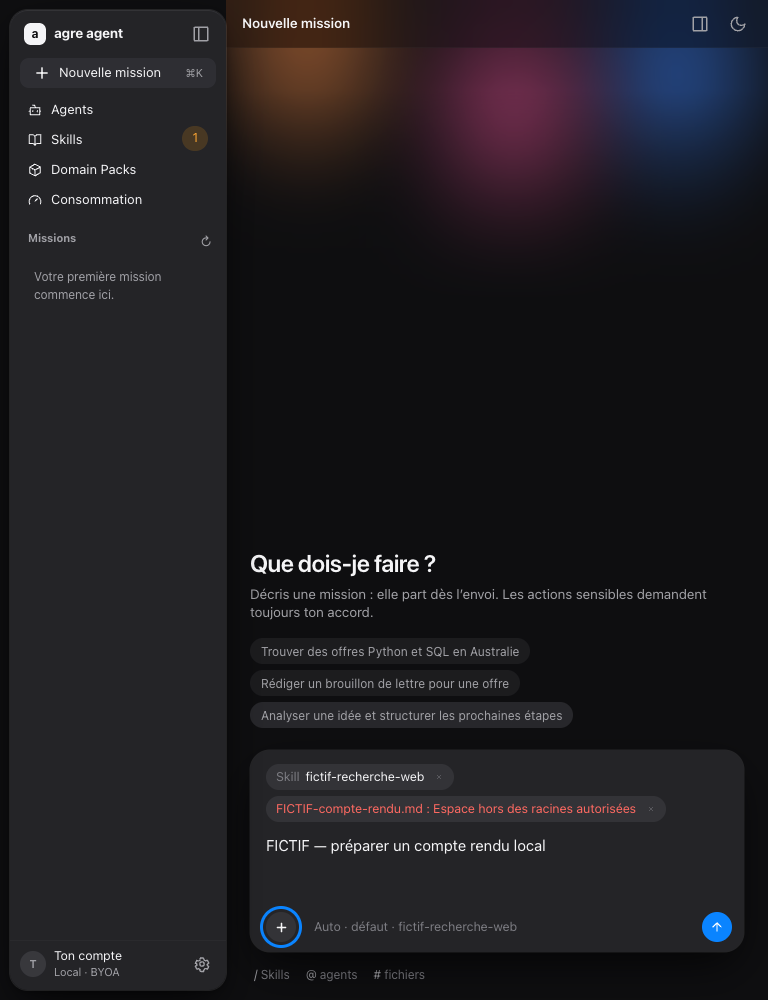 a agre agent
Nouvelle mission ⌘K
Agents
Skills 1
Domain Packs
Consommation
Missions
Votre première mission
commence ici.
T
Ton compte
Local · BYOA
Nouvelle mission
Que dois-je faire ?
Décris une mission : elle part dès l’envoi. Les actions sensibles demandent
toujours ton accord.
Trouver des offres Python et SQL en Australie
Rédiger un brouillon de lettre pour une offre
Analyser une idée et structurer les prochaines étapes
Skill fictif-recherche-web ×
FICTIF-compte-rendu.md : Espace hors des racines autorisées ×
FICTIF — préparer un compte rendu local
+ Auto · défaut · fictif-recherche-web
/ Skills @ agents # fichiers